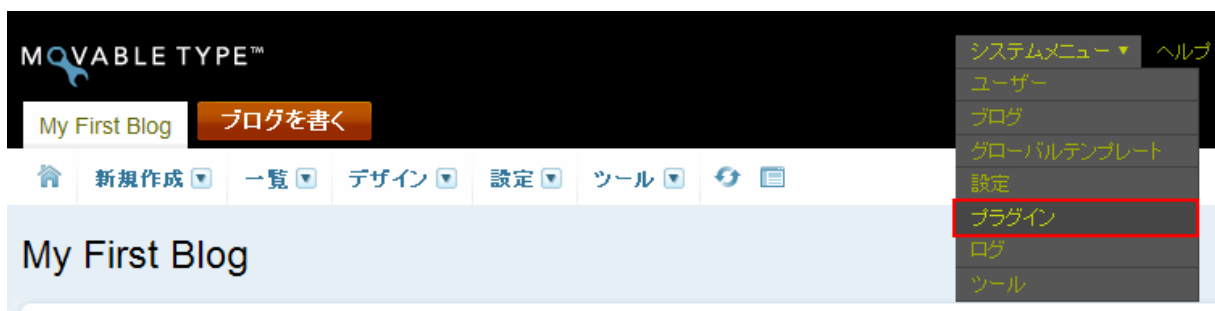 MOVABLE TYPE™
システムメニュー▼ ヘルプ
My First Blog ブログを書く
ユーザー
ブログ
グローバルテンプレート
設定
プラグイン
ログ
ツール
新規作成 一覧 デザイン 設定 ツール
My First Blog